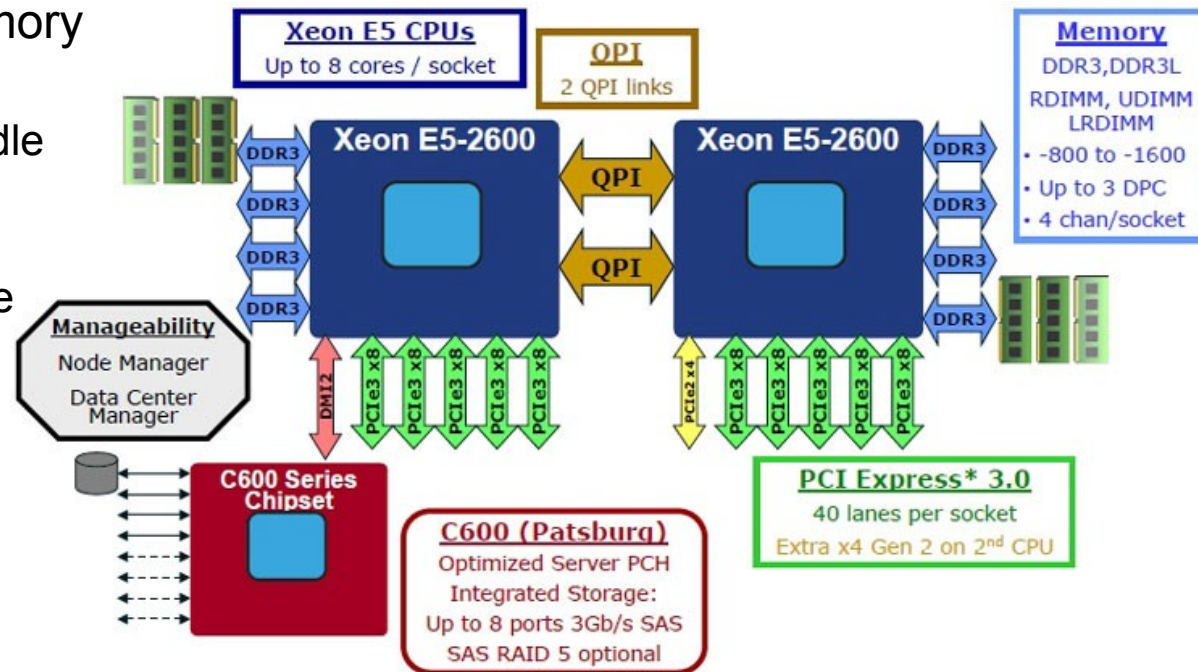 mory
dle
e
Xeon E5 CPUs
Up to 8 cores / socket
QPI
2 QPI links
Memory
DDR3,DDR3L
RDIMM, UDIMM
LRDIMM
• -800 to -1600
• Up to 3 DPC
• 4 chan/socket
Xeon E5-2600
Xeon E5-2600
DDR3
DDR3
DDR3
DDR3
QPI
QPI
DDR3
DDR3
DDR3
DDR3
Manageability
Node Manager
Data Center
Manager
DMI2
PCIe3 x8
PCIe3 x8
PCIe3 x8
PCIe3 x8
PCIe3 x8
PCIe2 x4
PCIe3 x8
PCIe3 x8
PCIe3 x8
PCIe3 x8
PCIe3 x8
C600 Series
Chipset
C600 (Patsburg)
Optimized Server PCH
Integrated Storage:
Up to 8 ports 3Gb/s SAS
SAS RAID 5 optional
PCI Express* 3.0
40 lanes per socket
Extra x4 Gen 2 on 2nd CPU